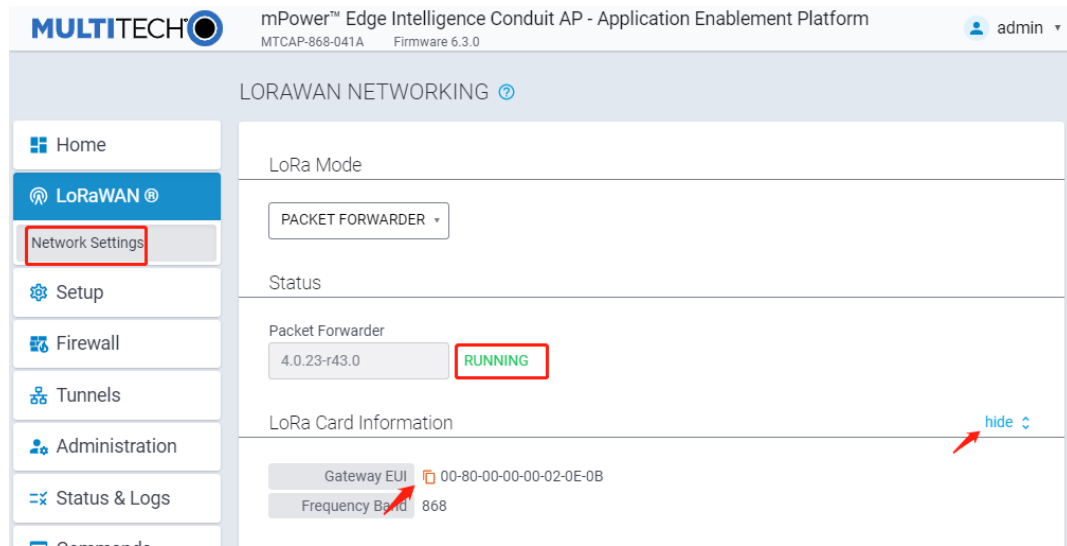 MULTITECH
mPower™ Edge Intelligence Conduit AP - Application Enablement Platform
MTCAP-868-041A Firmware 6.3.0
admin
LORAWAN NETWORKING
Home
LoRaWAN ®
Network Settings
Setup
Firewall
Tunnels
Administration
Status & Logs
Commands
LoRa Mode
PACKET FORWARDER
Status
Packet Forwarder
4.0.23-r43.0 RUNNING
LoRa Card Information hide
Gateway EUI 00-80-00-00-00-02-0E-0B
Frequency Band 868